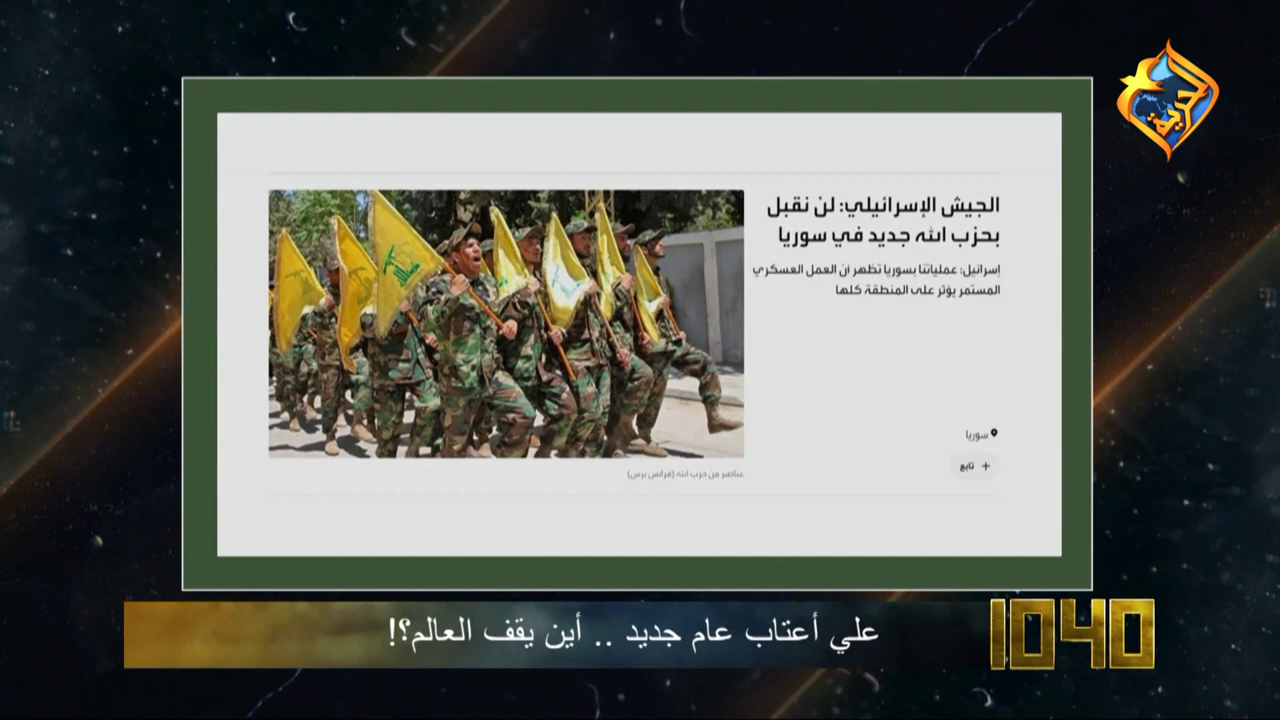 الحرية
الجيش الإسرائيلي: لن نقبل
بحزب الله جديد في سوريا
إسرائيل: عملياتنا بسوريا تظهر أن العمل العسكري
المستمر يؤثر على المنطقة كلها
سوريا
+ تابع
عناصر من حزب الله (فرانس برس)
علي أعتاب عام جديد .. أين يقف العالم؟!
1040